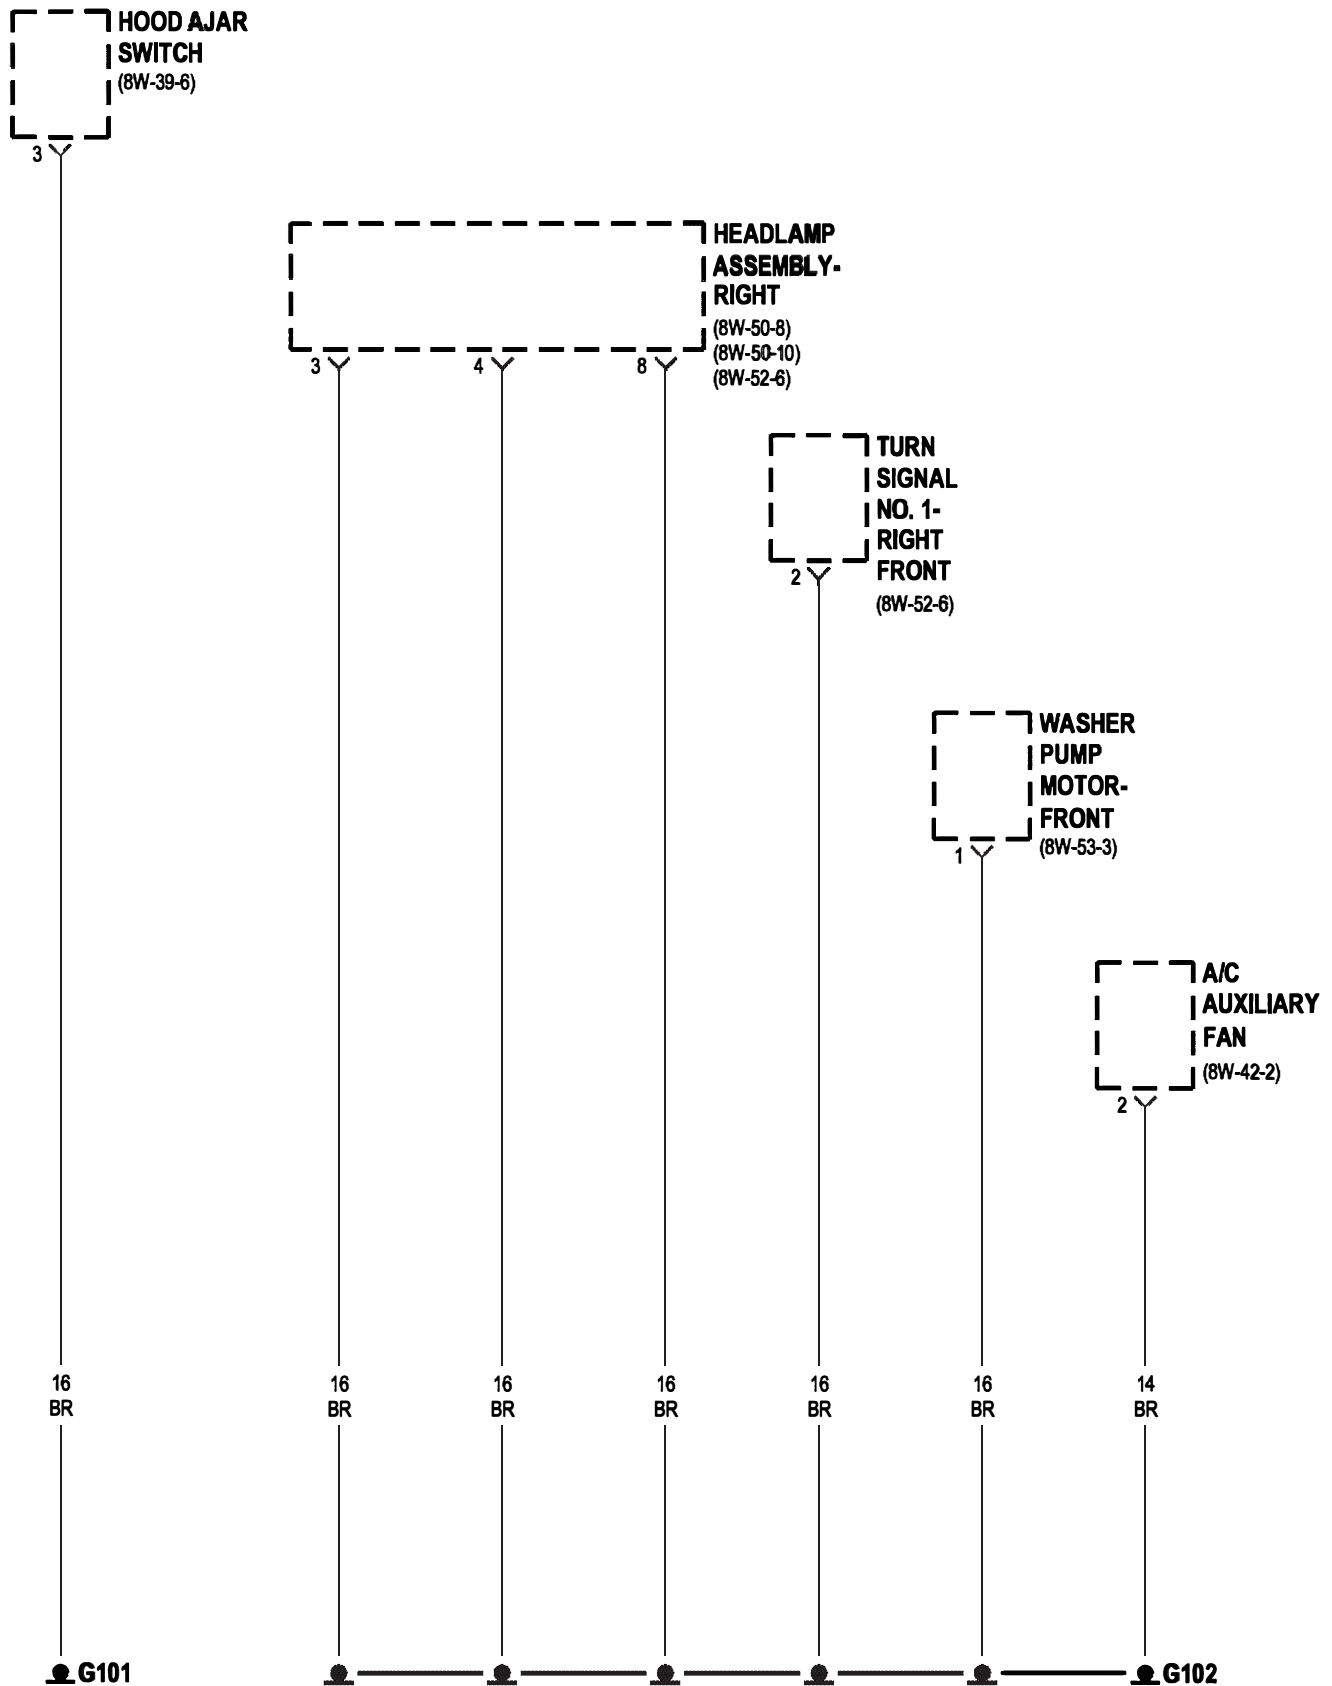 HOOD AJAR
SWITCH
(8W-39-6)
3
HEADLAMP
ASSEMBLY-
RIGHT
(8W-50-8)
(8W-50-10)
(8W-52-6)
3 4 8
TURN
SIGNAL
NO. 1-
RIGHT
FRONT
(8W-52-6)
2
WASHER
PUMP
MOTOR-
FRONT
(8W-53-3)
1
A/C
AUXILIARY
FAN
(8W-42-2)
2
16 16 16 16 16 16 14
BR BR BR BR BR BR BR
G101 G102